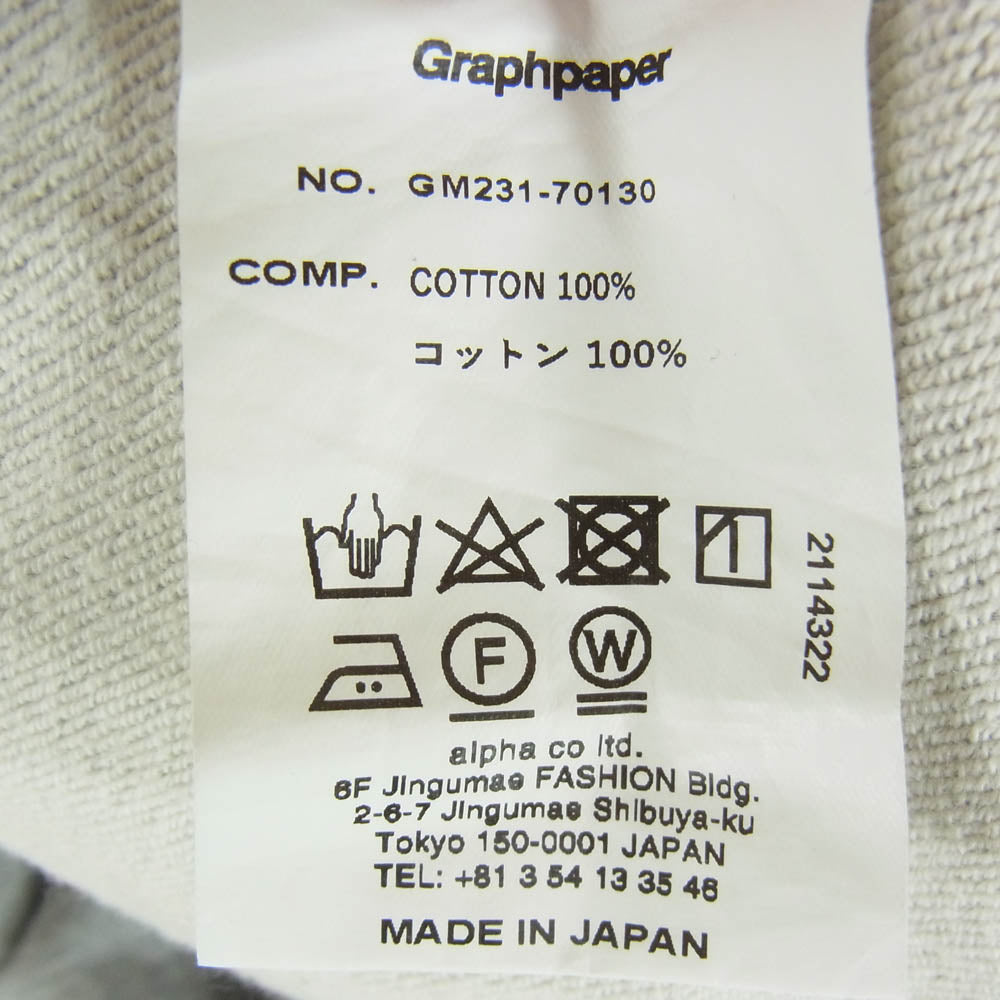 Graphpaper
NO. GM231-70130
COMP. COTTON 100%
コットン 100%
2114322
F W
alpha co ltd.
6F Jingumae FASHION Bldg.
2-6-7 Jingumae Shibuya-ku
Tokyo 150-0001 JAPAN
TEL: +81 3 54 13 35 46
MADE IN JAPAN